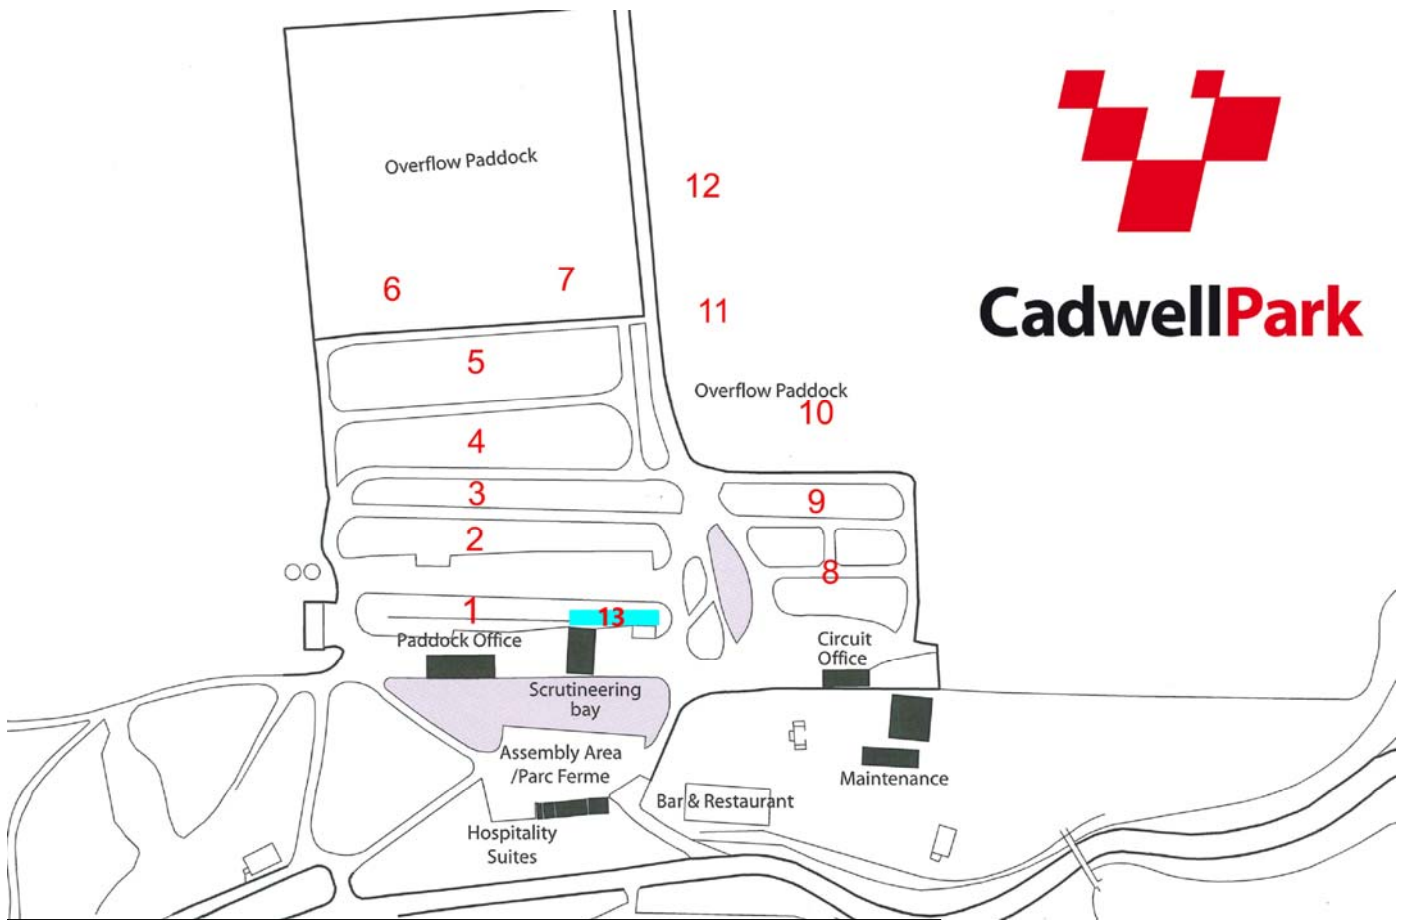 Overflow Paddock
12
7
6
11
CadwellPark
5
Overflow Paddock
10
4
3
9
2
8
1
13
Paddock Office
Circuit
Office
Scrutineering
bay
Assembly Area
/Parc Ferme
Maintenance
Bar & Restaurant
Hospitality
Suites